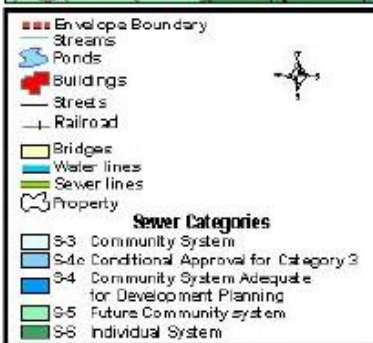 Envelope Boundary
Streams
Ponds
Buildings
Streets
Railroad
Bridges
Water lines
Sewer lines
Property
Sewer Categories
S-3 Community System
S-4c Conditional Approval for Category 3
S-4 Community System Adequate
for Development Planning
S-5 Future Community system
S-6 Individual System